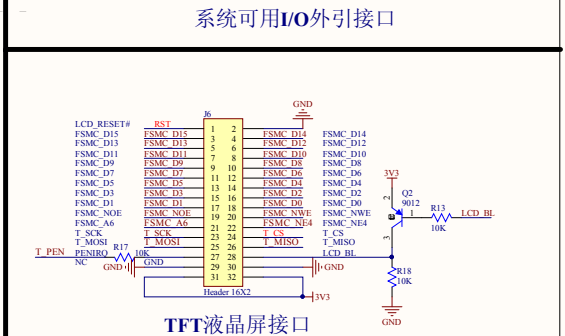 系统可用I/O外引接口
GND
J6
LCD_RESET# RST 1 2
FSMC_D15 FSMC_D15 3 4 FSMC_D14 FSMC_D14
FSMC_D13 FSMC_D13 5 6 FSMC_D12 FSMC_D12
FSMC_D11 FSMC_D11 7 8 FSMC_D10 FSMC_D10
FSMC_D9 FSMC_D9 9 10 FSMC_D8 FSMC_D8
FSMC_D7 FSMC_D7 11 12 FSMC_D6 FSMC_D6
FSMC_D5 FSMC_D5 13 14 FSMC_D4 FSMC_D4
FSMC_D3 FSMC_D3 15 16 FSMC_D2 FSMC_D2
FSMC_D1 FSMC_D1 17 18 FSMC_D0 FSMC_D0
FSMC_NOE FSMC_NOE 19 20 FSMC_NWE FSMC_NWE
FSMC_A6 FSMC_A6 21 22 FSMC_NE4 FSMC_NE4
T_SCK T_SCK 23 24 T_CS T_CS
T_MOSI T_MOSI 25 26 T_MISO T_MISO
T_PEN PENIRQ R17 10K 27 28 LCD_BL
NC GND GND 29 30 GND
31 32
Header 16X2
3V3
3V3
2
Q2
9012
1
3
R13
10K
LCD_BL
R18
10K
GND
TFT液晶屏接口